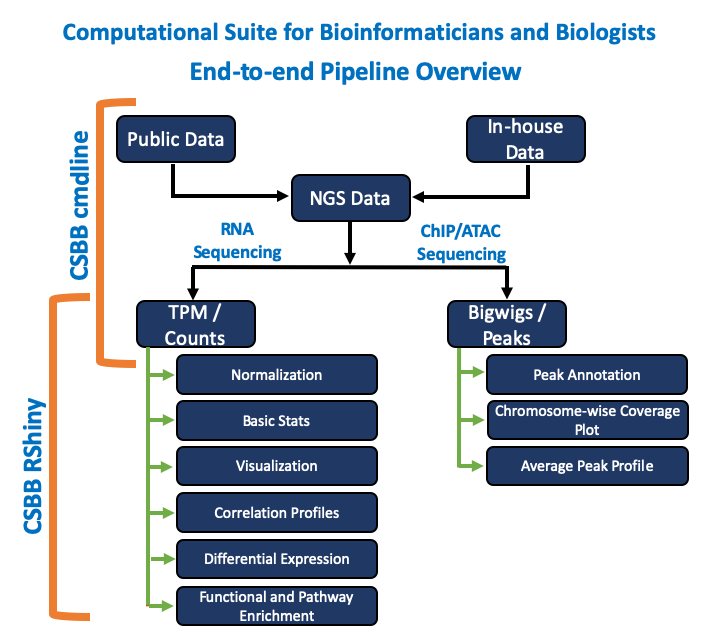 Computational Suite for Bioinformaticians and Biologists
End-to-end Pipeline Overview
CSBB cmdline
Public Data
In-house
Data
NGS Data
RNA
Sequencing
ChIP/ATAC
Sequencing
CSBB RShiny
TPM /
Counts
Bigwigs /
Peaks
Normalization
Basic Stats
Visualization
Correlation Profiles
Differential Expression
Functional and Pathway
Enrichment
Peak Annotation
Chromosome-wise Coverage
Plot
Average Peak Profile